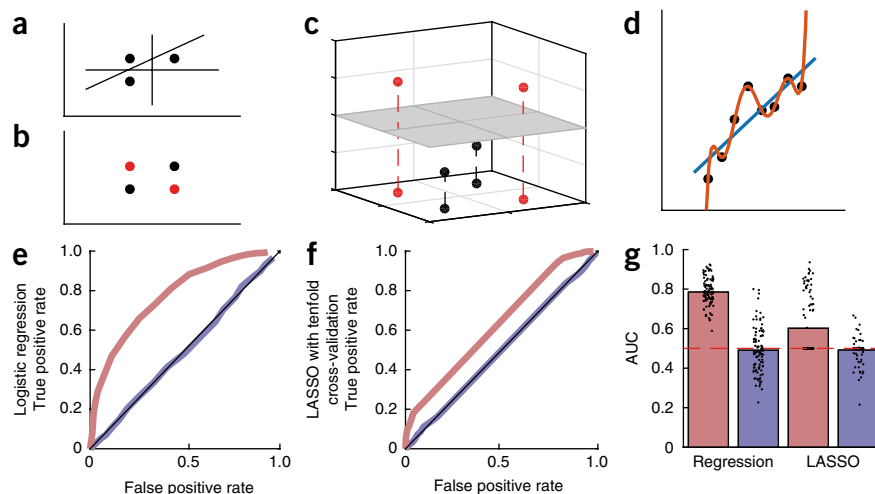 a
b
c
d
e
Logistic regression
True positive rate
1.0
0.8
0.6
0.4
0.2
0
0.5
1.0
False positive rate
f
LASSO with tenfold
cross-validation
True positive rate
1.0
0.8
0.6
0.4
0.2
0
0.5
1.0
False positive rate
g
AUC
1.0
0.8
0.6
0.4
0.2
0
Regression
LASSO